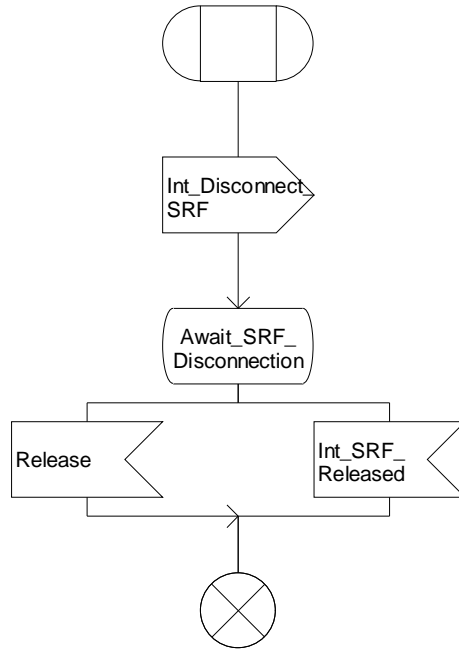 Int_Disconnect_
SRF
Await_SRF_
Disconnection
Release
Int_SRF_
Released